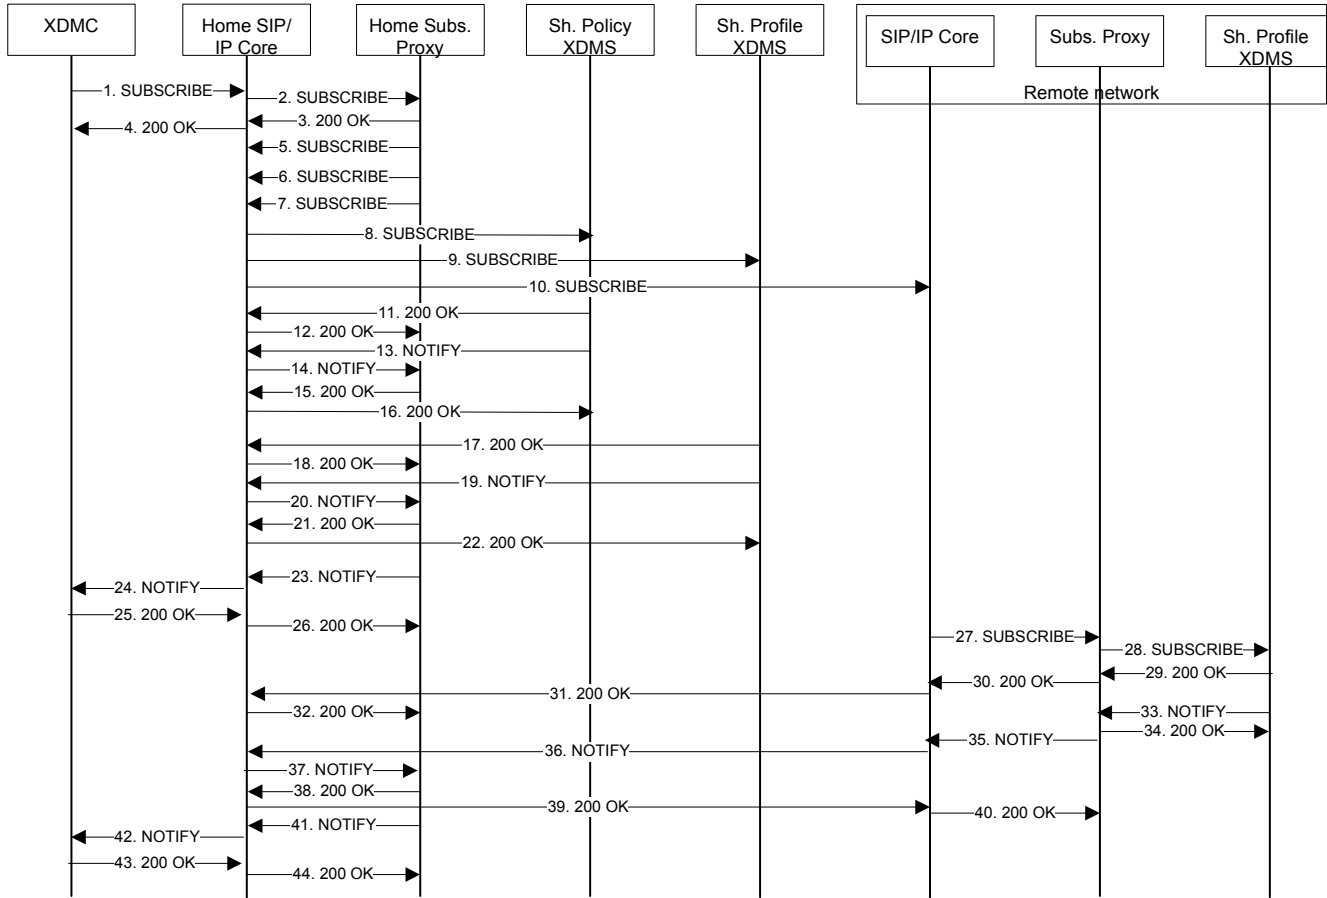 XDMC
Home SIP/
IP Core
Home Subs.
Proxy
Sh. Policy
XDMS
Sh. Profile
XDMS
SIP/IP Core
Subs. Proxy
Sh. Profile
XDMS
Remote network
1. SUBSCRIBE
2. SUBSCRIBE
3. 200 OK
4. 200 OK
5. SUBSCRIBE
6. SUBSCRIBE
7. SUBSCRIBE
8. SUBSCRIBE
9. SUBSCRIBE
10. SUBSCRIBE
11. 200 OK
12. 200 OK
13. NOTIFY
14. NOTIFY
15. 200 OK
16. 200 OK
17. 200 OK
18. 200 OK
19. NOTIFY
20. NOTIFY
21. 200 OK
22. 200 OK
23. NOTIFY
24. NOTIFY
25. 200 OK
26. 200 OK
27. SUBSCRIBE
28. SUBSCRIBE
29. 200 OK
30. 200 OK
31. 200 OK
32. 200 OK
33. NOTIFY
34. 200 OK
35. NOTIFY
36. NOTIFY
37. NOTIFY
38. 200 OK
39. 200 OK
40. 200 OK
41. NOTIFY
42. NOTIFY
43. 200 OK
44. 200 OK